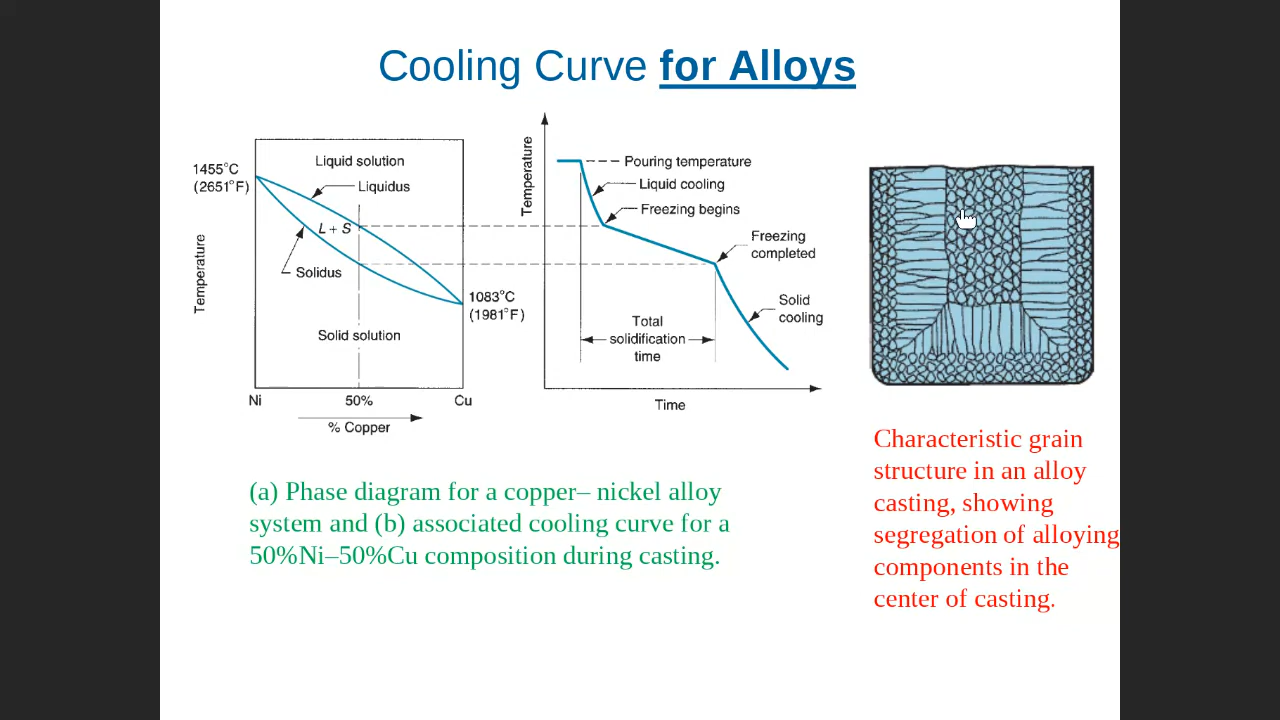 Cooling Curve for Alloys
1455°C
(2651°F)
Temperature
Liquid solution
Liquidus
L + S
Solidus
Solid solution
1083°C
(1981°F)
Ni
50%
Cu
% Copper
Temperature
Pouring temperature
Liquid cooling
Freezing begins
Freezing
completed
Solid
cooling
Total
solidification
time
Time
(a) Phase diagram for a copper– nickel alloy
system and (b) associated cooling curve for a
50%Ni–50%Cu composition during casting.
Characteristic grain
structure in an alloy
casting, showing
segregation of alloying
components in the
center of casting.